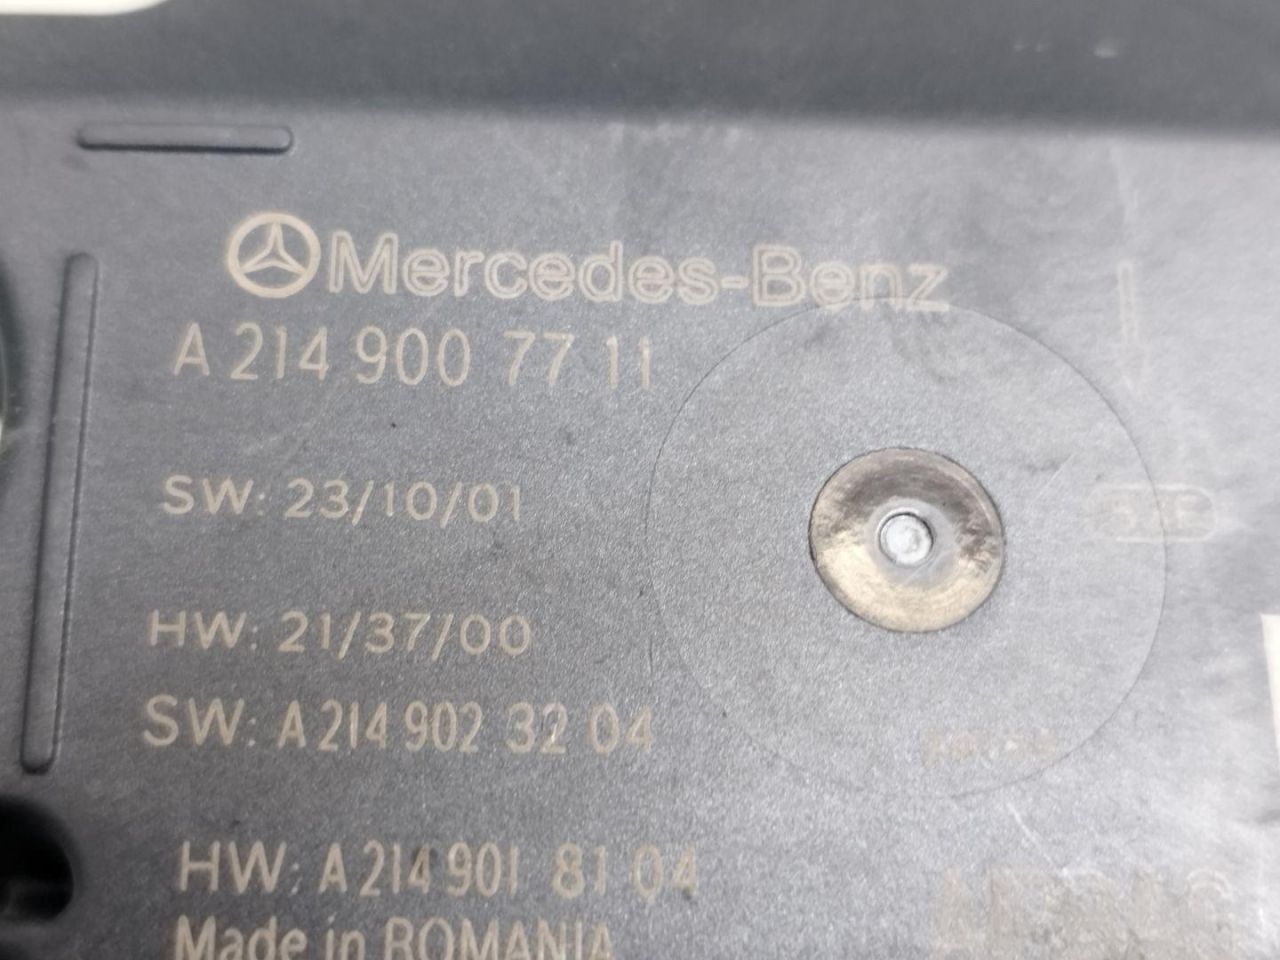 Mercedes-Benz
A 214 900 77 11
SW: 23/10/01
HW: 21/37/00
SW: A 214 902 32 04
HW: A 214 901 81 04
Made in ROMANIA
AIRBAG